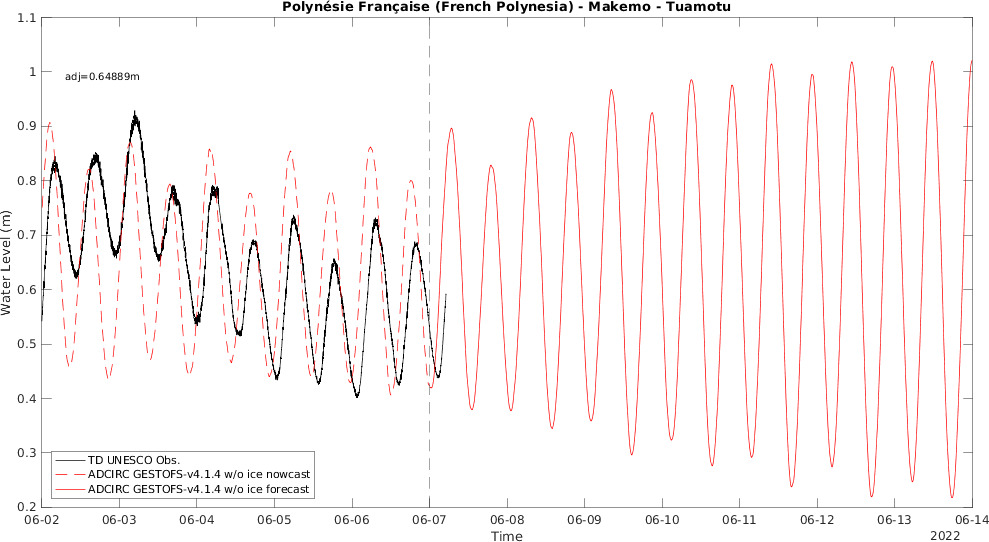 Polynésie Française (French Polynesia) - Makemo - Tuamotu
1.1
1
0.9
0.8
0.7
0.6
0.5
0.4
0.3
0.2
Water Level (m)
adj=0.64889m
TD UNESCO Obs.
ADCIRC GESTOFS-v4.1.4 w/o ice nowcast
ADCIRC GESTOFS-v4.1.4 w/o ice forecast
06-02 06-03 06-04 06-05 06-06 06-07 06-08 06-09 06-10 06-11 06-12 06-13 06-14
Time
2022